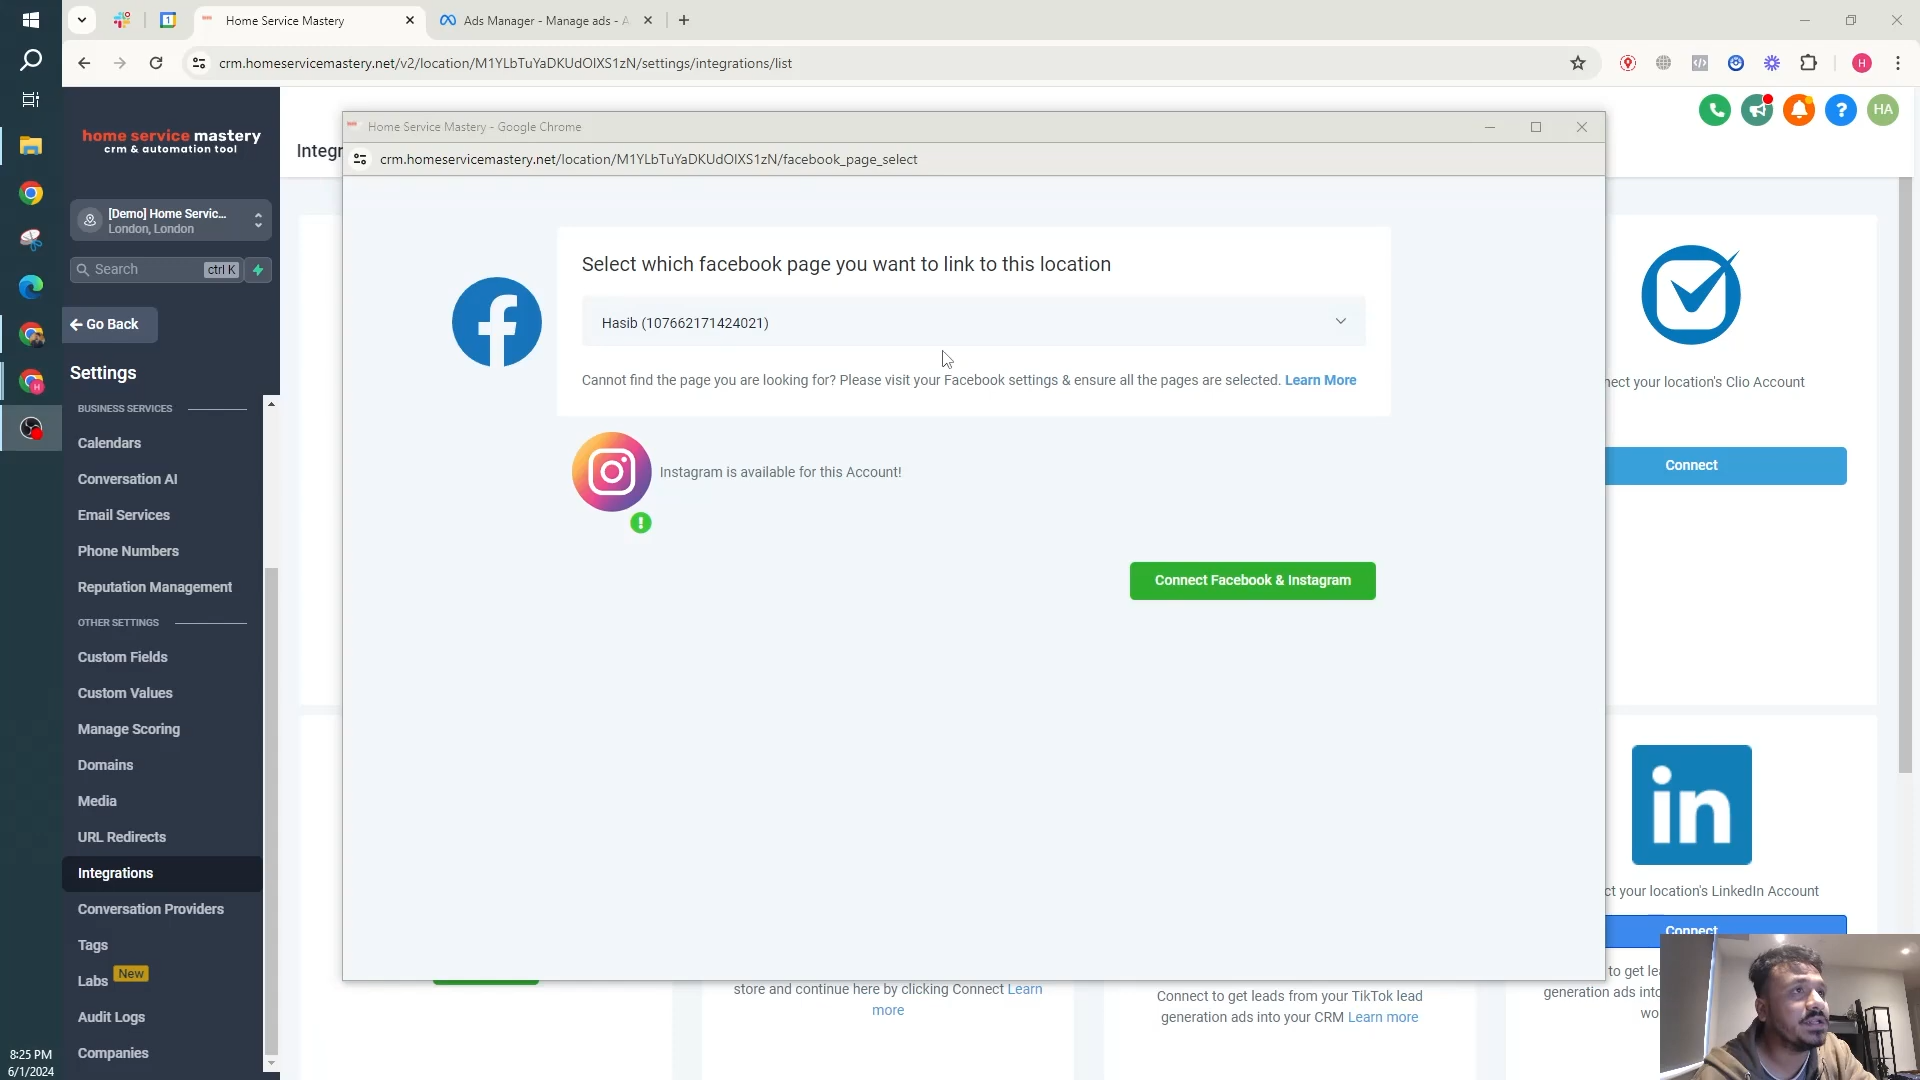 Home Service Mastery
Ads Manager - Manage ads - A
crm.homeservicemastery.net/v2/location/M1YLbTuYaDKUdOIXS1zN/settings/integrations/list
H
home service mastery
crm & automation tool
Integr
HA
Home Service Mastery - Google Chrome
crm.homeservicemastery.net/location/M1YLbTuYaDKUdOIXS1zN/facebook_page_select
[Demo] Home Servic...
London, London
Search
ctrl K
Go Back
Settings
BUSINESS SERVICES
Calendars
Conversation AI
Email Services
Phone Numbers
Reputation Management
OTHER SETTINGS
Custom Fields
Custom Values
Manage Scoring
Domains
Media
URL Redirects
Integrations
Conversation Providers
Tags
Labs New
Audit Logs
Companies
Select which facebook page you want to link to this location
Hasib (107662171424021)
Cannot find the page you are looking for? Please visit your Facebook settings & ensure all the pages are selected. Learn More
Instagram is available for this Account!
Connect Facebook & Instagram
nect your location's Clio Account
Connect
in
ct your location's LinkedIn Account
Connect
to get le
generation ads into
wo
store and continue here by clicking Connect Learn
more
Connect to get leads from your TikTok lead
generation ads into your CRM Learn more
8:25 PM
6/1/2024